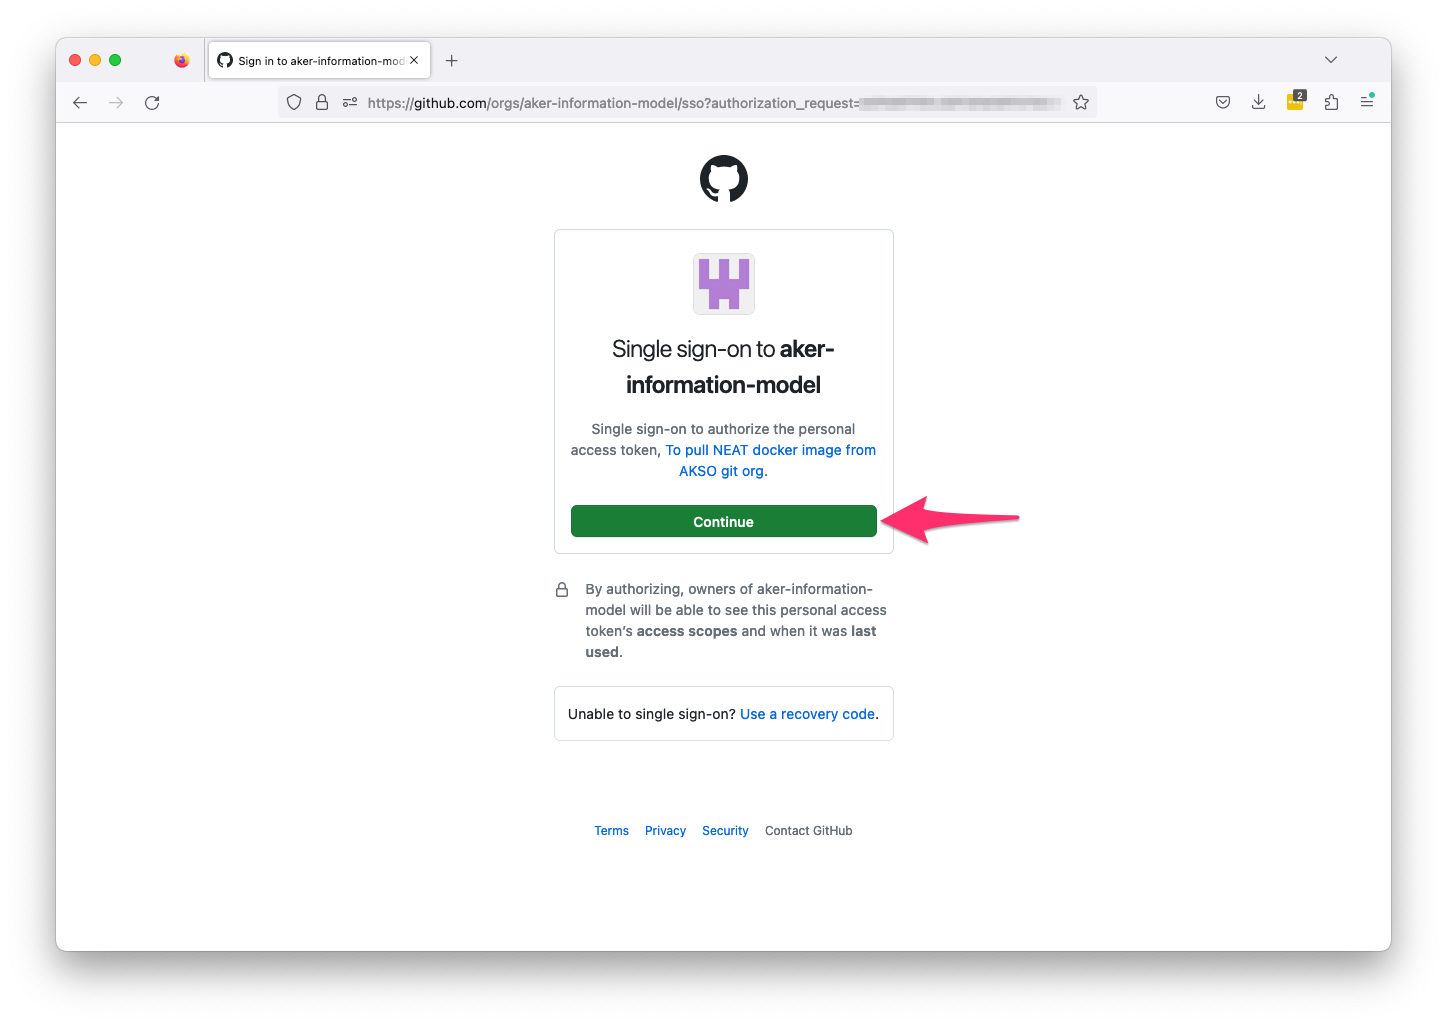 Sign in to aker-information-mod
https://github.com/orgs/aker-information-model/sso?authorization_request=
2
Single sign-on to aker-
information-model
Single sign-on to authorize the personal
access token, To pull NEAT docker image from
AKSO git org.
Continue
By authorizing, owners of aker-information-
model will be able to see this personal access
token’s access scopes and when it was last
used.
Unable to single sign-on? Use a recovery code.
Terms Privacy Security Contact GitHub